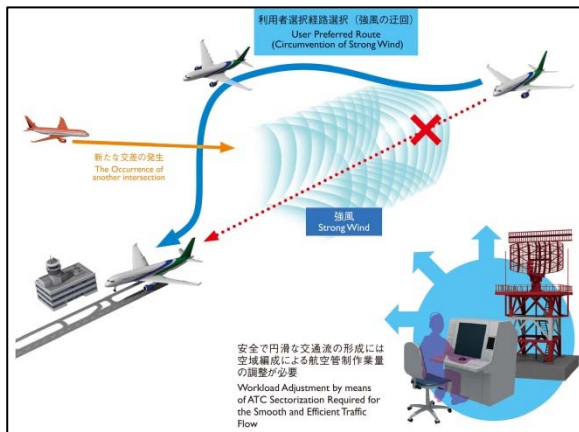 利用者選択経路選択（強風の迂回）
User Preferred Route
(Circumvention of Strong Wind)
新たな交差の発生
The Occurrence of
another intersection
強風
Strong Wind
安全で円滑な交通流の形成には
空域編成による航空管制作業量
の調整が必要
Workload Adjustment by means
of ATC Sectorization Required for
the Smooth and Efficient Traffic
Flow